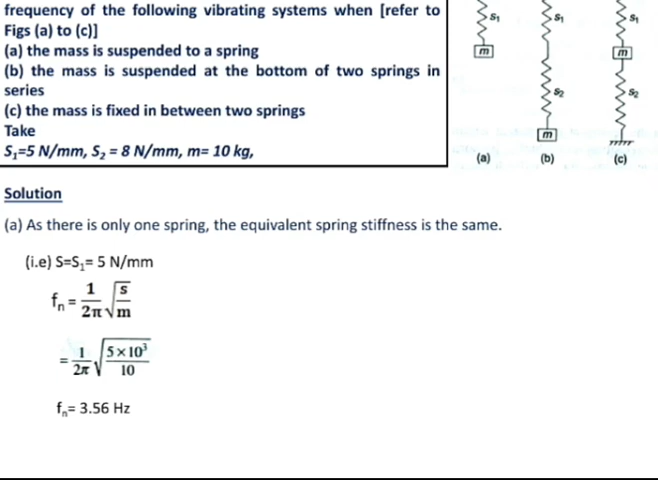 frequency of the following vibrating systems when [refer to
Figs (a) to (c)]
(a) the mass is suspended to a spring
(b) the mass is suspended at the bottom of two springs in
series
(c) the mass is fixed in between two springs
Take
S₁=5 N/mm, S₂ = 8 N/mm, m= 10 kg,
S₁ S₁ S₁
m m
S₂ S₂
m
(a) (b) (c)
Solution
(a) As there is only one spring, the equivalent spring stiffness is the same.
(i.e) S=S₁= 5 N/mm
fₙ = 1/2π √(s/m)
= 1/2π √(5×10³/10)
fₙ= 3.56 Hz